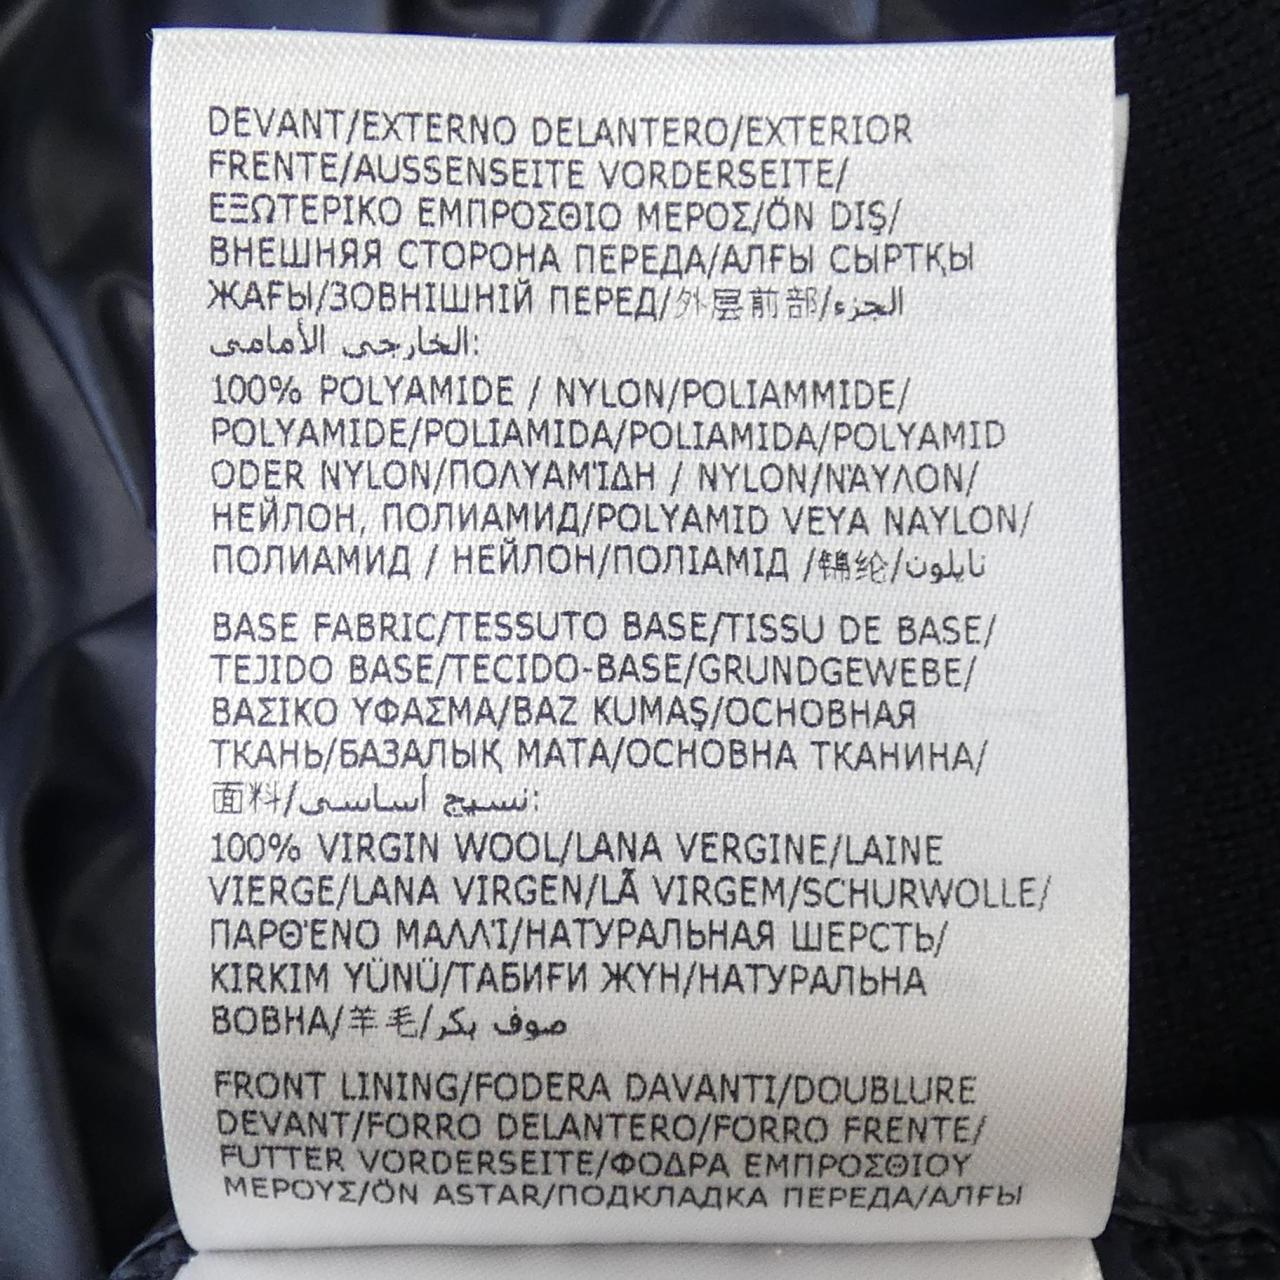 DEVANT/EXTERNO DELANTERO/EXTERIOR
FRENTE/AUSSENSEITE VORDERSEITE/
ΕΞΩΤΕΡΙΚΟ ΕΜΠΡΟΣΘΙΟ ΜΕΡΟΣ/ÖN DIŞ/
ВНЕШНЯЯ СТОРОНА ПЕРЕДА/АЛҒЫ СЫРТҚЫ
ЖАҒЫ/ЗОВНІШНІЙ ПЕРЕД/外层前部/الجزء
الخارجى الأمامى:
100% POLYAMIDE / NYLON/POLIAMMIDE/
POLYAMIDE/POLIAMIDA/POLIAMIDA/POLYAMID
ODER NYLON/ΠΟΛΥΑΜΊΔΗ / NYLON/ΝΆΥΛΟΝ/
НЕЙЛОН, ПОЛИАМИД/POLYAMID VEYA NAYLON/
ПОЛИАМИД / НЕЙЛОН/ПОЛІАМІД /锦纶/نايلون
BASE FABRIC/TESSUTO BASE/TISSU DE BASE/
TEJIDO BASE/TECIDO-BASE/GRUNDGEWEBE/
ΒΑΣΙΚΟ ΥΦΑΣΜΑ/BAZ KUMAŞ/ОСНОВНАЯ
ТКАНЬ/БАЗАЛЫҚ МАТА/ОСНОВНА ТКАНИНА/
面料/نسيج أساسى:
100% VIRGIN WOOL/LANA VERGINE/LAINE
VIERGE/LANA VIRGEN/LÃ VIRGEM/SCHURWOLLE/
ΠΑΡΘΈΝΟ ΜΑΛΛΊ/НАТУРАЛЬНАЯ ШЕРСТЬ/
KIRKIM YÜNÜ/ТАБИҒИ ЖҮН/НАТУРАЛЬНА
ВОВНА/羊毛/صوف بكر
FRONT LINING/FODERA DAVANTI/DOUBLURE
DEVANT/FORRO DELANTERO/FORRO FRENTE/
FUTTER VORDERSEITE/ΦΟΔΡΑ ΕΜΠΡΟΣΘΙΟΥ
ΜΕΡΟΥΣ/ÖN ASTAR/ПОДКЛАДКА ПЕРЕДА/АЛҒЫ